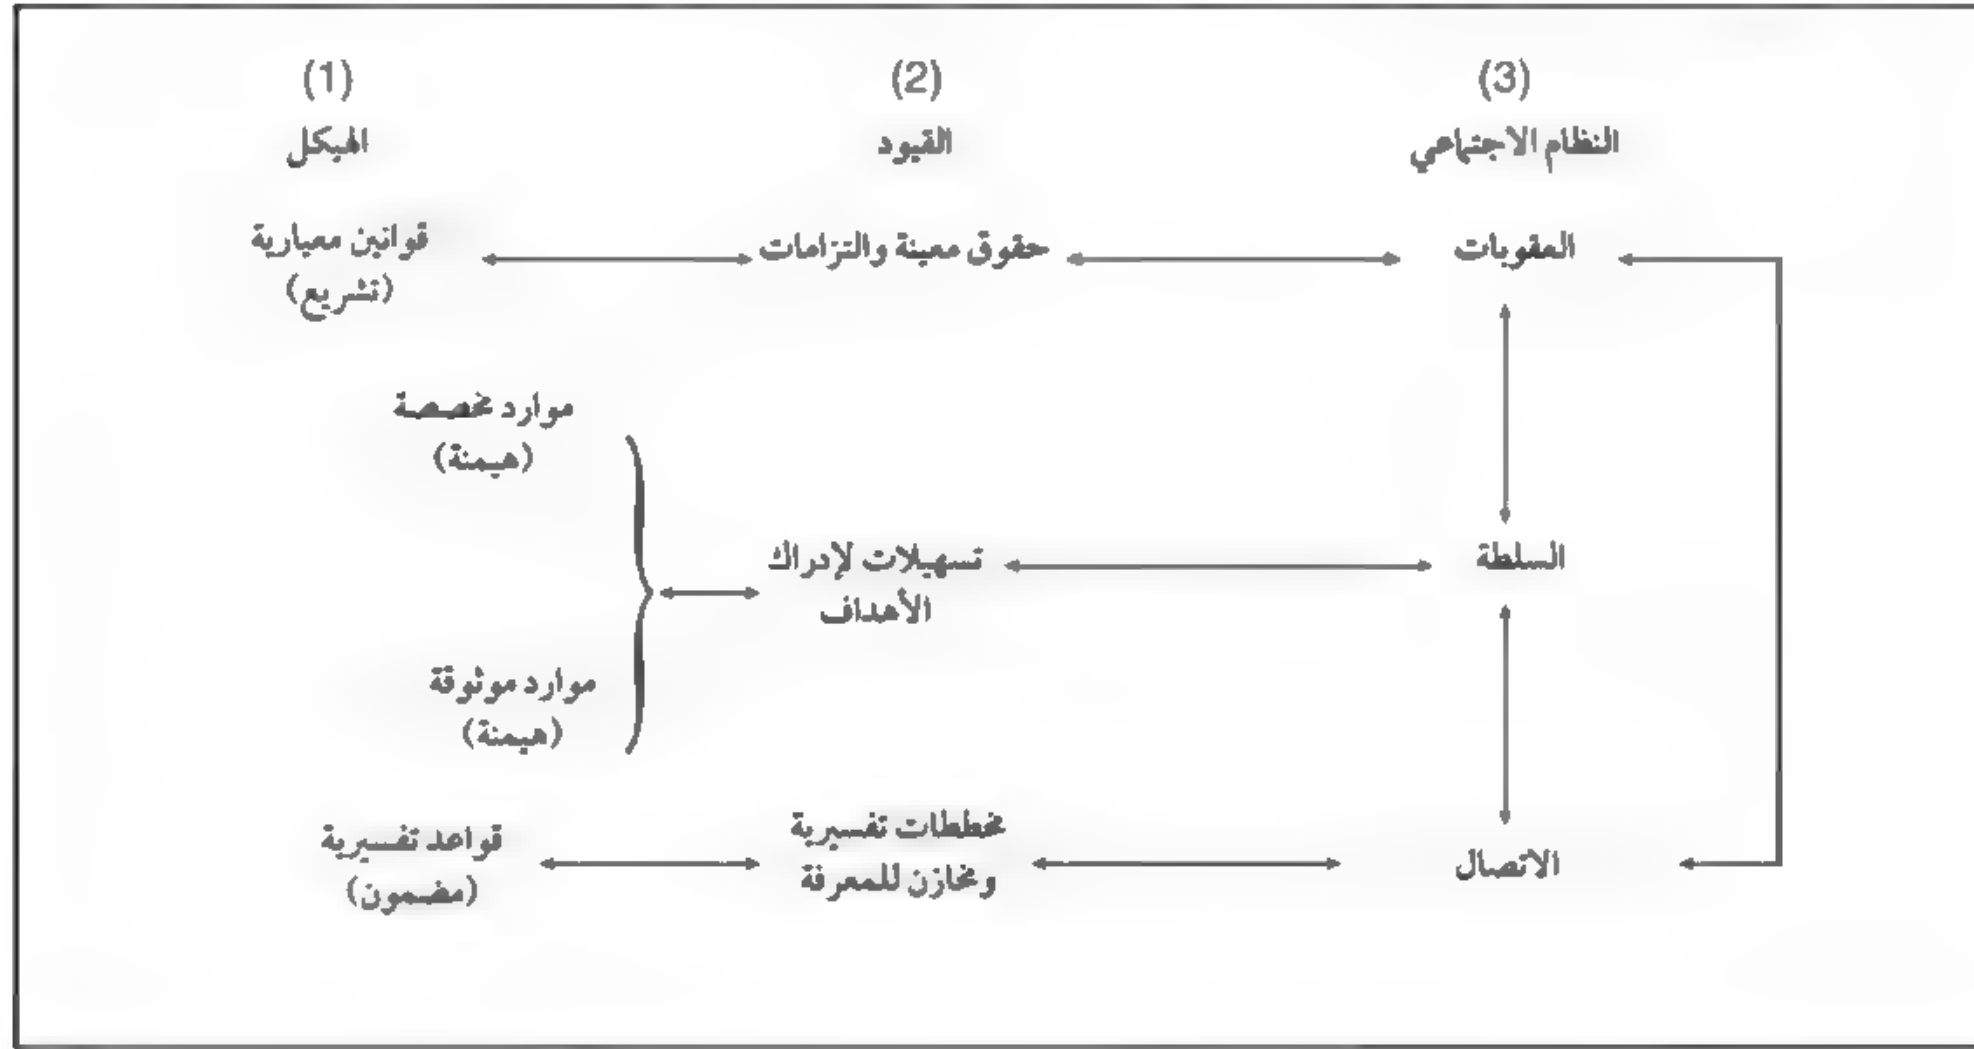 (1)
الهيكل
(2)
القيود
(3)
النظام الاجتماعي
قوانين معيارية
(تشريع)
حقوق معينة والتزامات
العقوبات
موارد مخصصة
(هيمنة)
تسهيلات لإدراك
الأهداف
السلطة
موارد موثوقة
(هيمنة)
قواعد تفسيرية
(مضمون)
مخططات تفسيرية
ومخازن للمعرفة
الاتصال